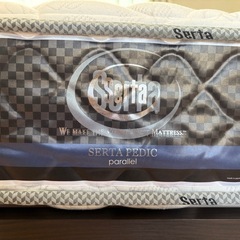 Serta
Serta
WE MAKE THE MATTRESS.
SERTA PEDIC
parallel
Serta